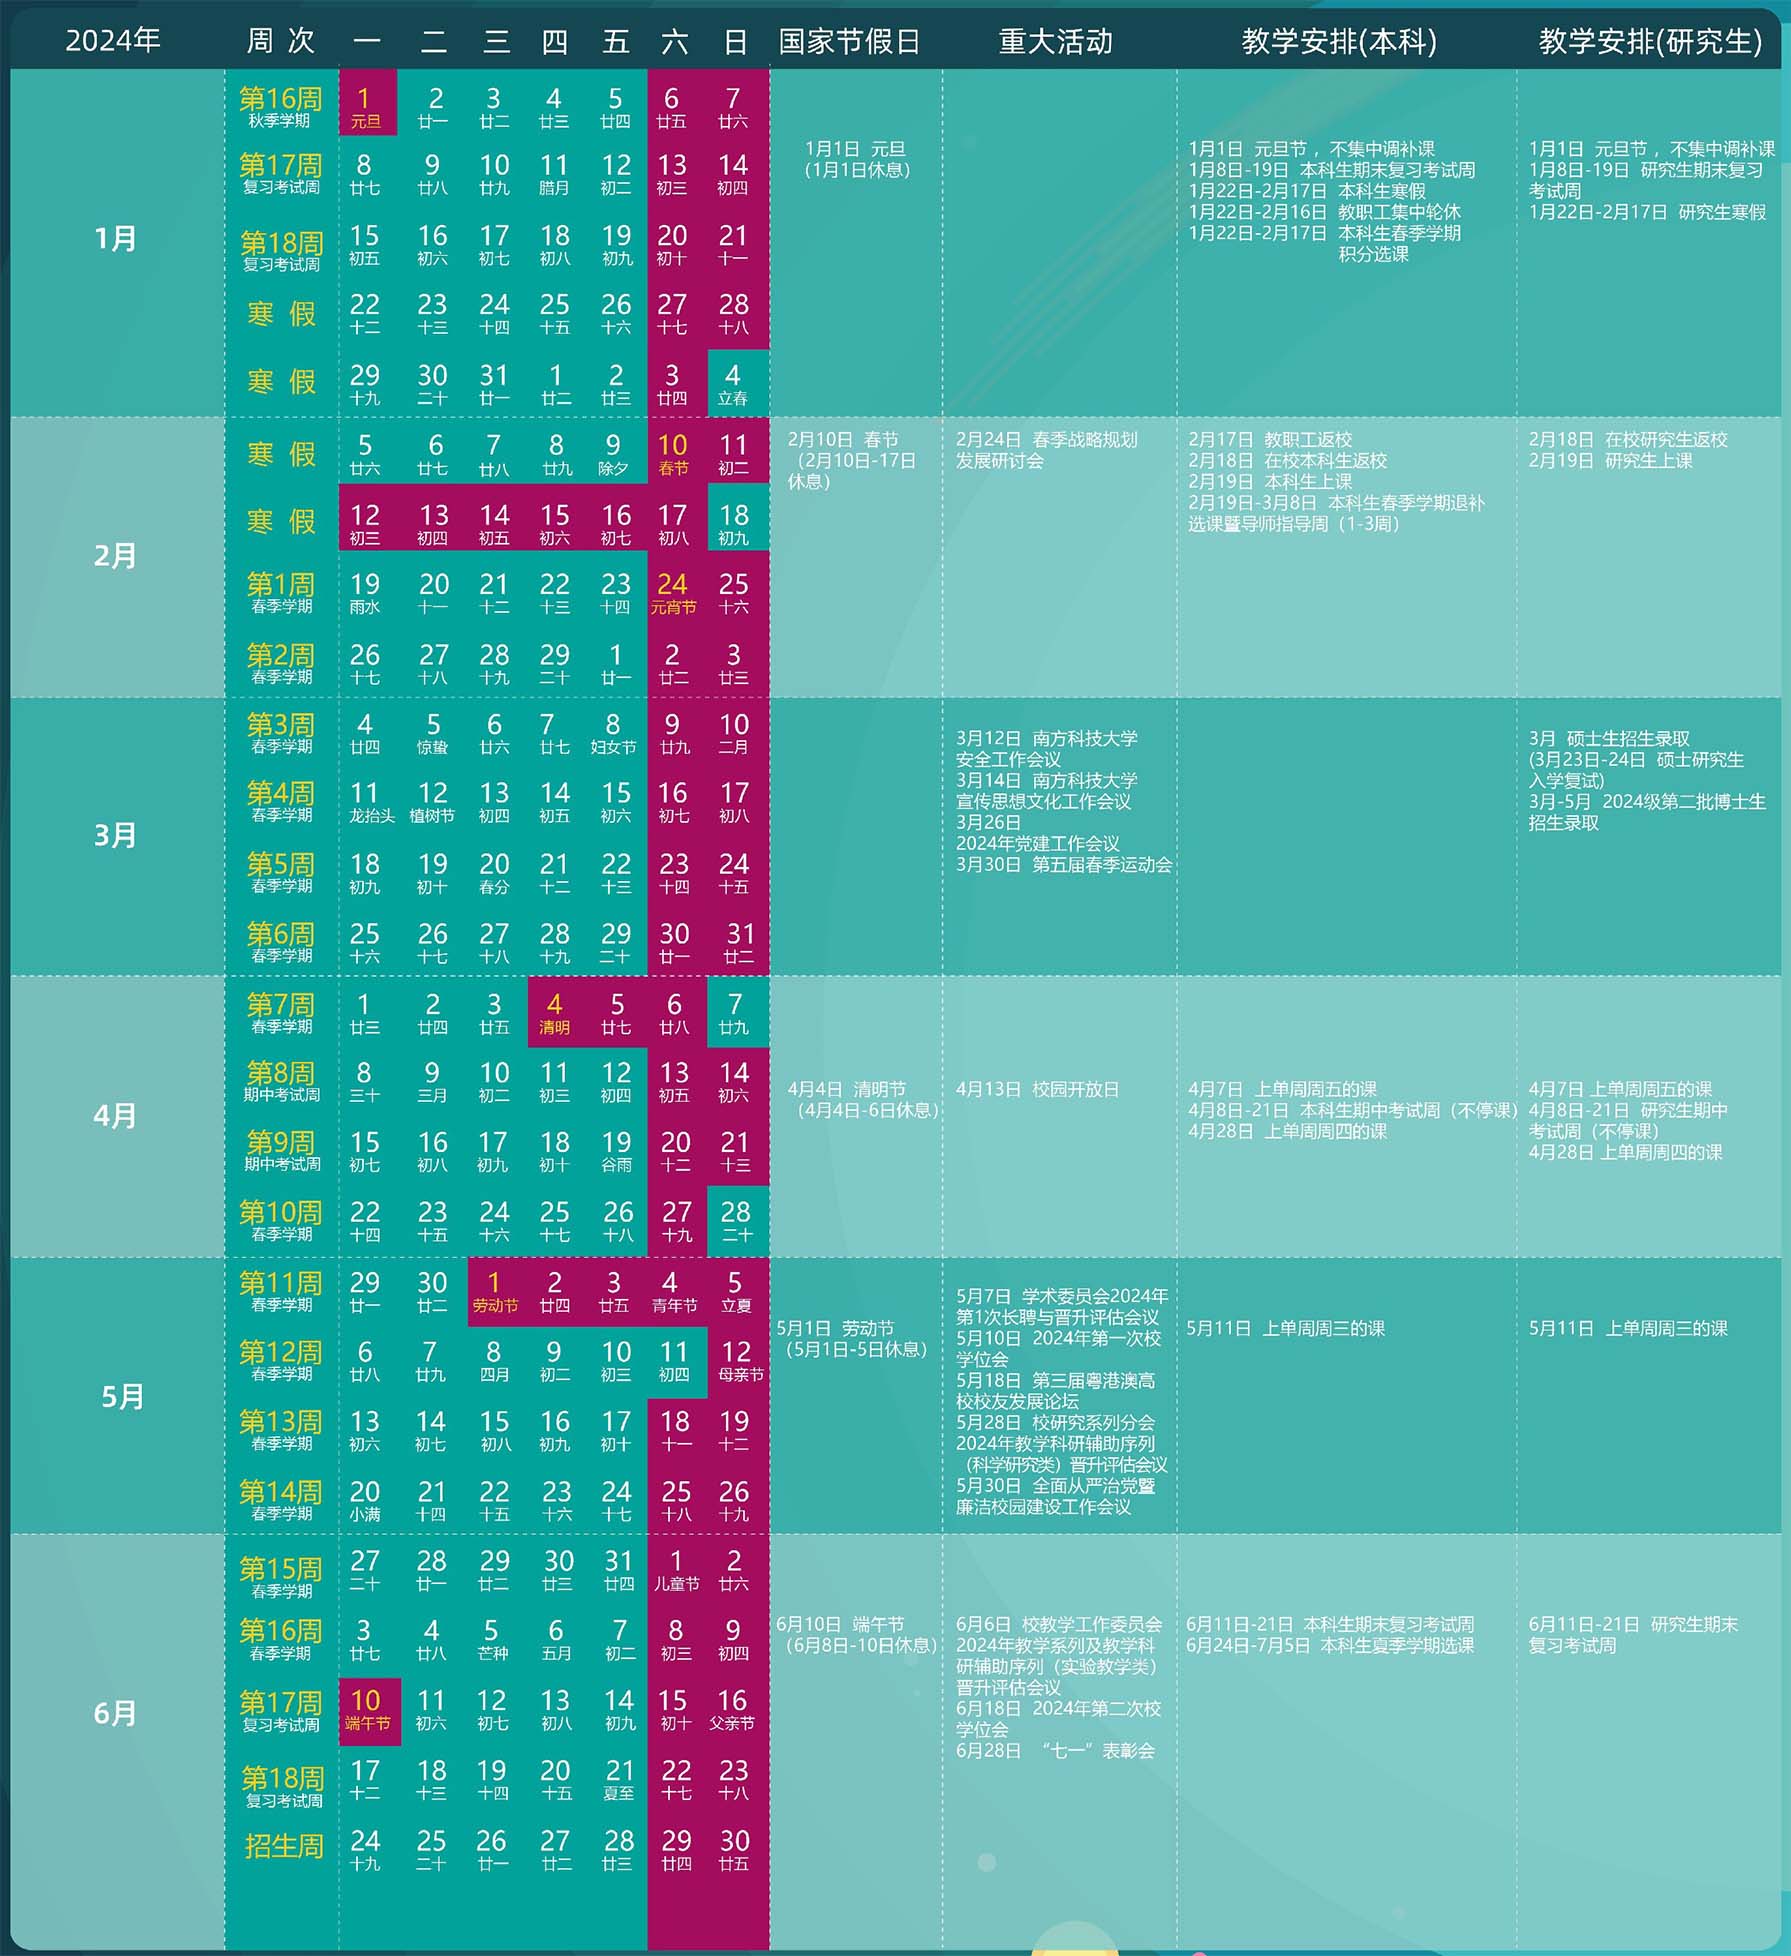 2024年 周 次 一 二 三 四 五 六 日 国家节假日 重大活动 教学安排(本科) 教学安排(研究生)
1月
第16周 1 2 3 4 5 6 7
秋季学期 元旦 廿一 廿二 廿三 廿四 廿五 廿六
第17周 8 9 10 11 12 13 14
复习考试周 廿七 廿八 廿九 腊月 初二 初三 初四
第18周 15 16 17 18 19 20 21
复习考试周 初五 初六 初七 初八 初九 初十 十一
寒 假 22 23 24 25 26 27 28
十二 十三 十四 十五 十六 十七 十八
寒 假 29 30 31 1 2 3 4
十九 二十 廿一 廿二 廿三 廿四 立春
1月1日 元旦
(1月1日休息)
1月1日 元旦节，不集中调补课
1月8日-19日 本科生期末复习考试周
1月22日-2月17日 本科生寒假
1月22日-2月16日 教职工集中轮休
1月22日-2月17日 本科生春季学期
积分选课
1月1日 元旦节，不集中调补课
1月8日-19日 研究生期末复习
考试周
1月22日-2月17日 研究生寒假
2月
寒 假 5 6 7 8 9 10 11
廿六 廿七 廿八 廿九 除夕 春节 初二
寒 假 12 13 14 15 16 17 18
初三 初四 初五 初六 初七 初八 初九
第1周 19 20 21 22 23 24 25
春季学期 雨水 十一 十二 十三 十四 元宵节 十六
第2周 26 27 28 29 1 2 3
春季学期 十七 十八 十九 二十 廿一 廿二 廿三
2月10日 春节
（2月10日-17日
休息）
2月24日 春季战略规划
发展研讨会
2月17日 教职工返校
2月18日 在校本科生返校
2月19日 本科生上课
2月19日-3月8日 本科生春季学期退补
选课暨导师指导周（1-3周）
2月18日 在校研究生返校
2月19日 研究生上课
3月
第3周 4 5 6 7 8 9 10
春季学期 廿四 惊蛰 廿六 廿七 妇女节 廿九 二月
第4周 11 12 13 14 15 16 17
春季学期 龙抬头 植树节 初四 初五 初六 初七 初八
第5周 18 19 20 21 22 23 24
春季学期 初九 初十 春分 十二 十三 十四 十五
第6周 25 26 27 28 29 30 31
春季学期 十六 十七 十八 十九 二十 廿一 廿二
3月12日 南方科技大学
安全工作会议
3月14日 南方科技大学
宣传思想文化工作会议
3月26日
2024年党建工作会议
3月30日 第五届春季运动会
3月 硕士生招生录取
(3月23日-24日 硕士研究生
入学复试)
3月-5月 2024级第二批博士生
招生录取
4月
第7周 1 2 3 4 5 6 7
春季学期 廿三 廿四 廿五 清明 廿七 廿八 廿九
第8周 8 9 10 11 12 13 14
期中考试周 三十 三月 初二 初三 初四 初五 初六
第9周 15 16 17 18 19 20 21
期中考试周 初七 初八 初九 初十 谷雨 十二 十三
第10周 22 23 24 25 26 27 28
春季学期 十四 十五 十六 十七 十八 十九 二十
4月4日 清明节
（4月4日-6日休息）
4月13日 校园开放日
4月7日 上单周周五的课
4月8日-21日 本科生期中考试周（不停课）
4月28日 上单周周四的课
4月7日 上单周周五的课
4月8日-21日 研究生期中
考试周（不停课）
4月28日 上单周周四的课
5月
第11周 29 30 1 2 3 4 5
春季学期 廿一 廿二 劳动节 廿四 廿五 青年节 立夏
第12周 6 7 8 9 10 11 12
春季学期 廿八 廿九 四月 初二 初三 初四 母亲节
第13周 13 14 15 16 17 18 19
春季学期 初六 初七 初八 初九 初十 十一 十二
第14周 20 21 22 23 24 25 26
春季学期 小满 十四 十五 十六 十七 十八 十九
5月1日 劳动节
（5月1日-5日休息）
5月7日 学术委员会2024年
第1次长聘与晋升评估会议
5月10日 2024年第一次校
学位会
5月18日 第三届粤港澳高
校校友发展论坛
5月28日 校研究系列分会
2024年教学科研辅助序列
（科学研究类）晋升评估会议
5月30日 全面从严治党暨
廉洁校园建设工作会议
5月11日 上单周周三的课
5月11日 上单周周三的课
6月
第15周 27 28 29 30 31 1 2
春季学期 二十 廿一 廿二 廿三 廿四 儿童节 廿六
第16周 3 4 5 6 7 8 9
春季学期 廿七 廿八 芒种 五月 初二 初三 初四
第17周 10 11 12 13 14 15 16
复习考试周 端午节 初六 初七 初八 初九 初十 父亲节
第18周 17 18 19 20 21 22 23
复习考试周 十二 十三 十四 十五 夏至 十七 十八
招生周 24 25 26 27 28 29 30
十九 二十 廿一 廿二 廿三 廿四 廿五
6月10日 端午节
（6月8日-10日休息）
6月6日 校教学工作委员会
2024年教学系列及教学科
研辅助序列（实验教学类）
晋升评估会议
6月18日 2024年第二次校
学位会
6月28日 “七一”表彰会
6月11日-21日 本科生期末复习考试周
6月24日-7月5日 本科生夏季学期选课
6月11日-21日 研究生期末
复习考试周